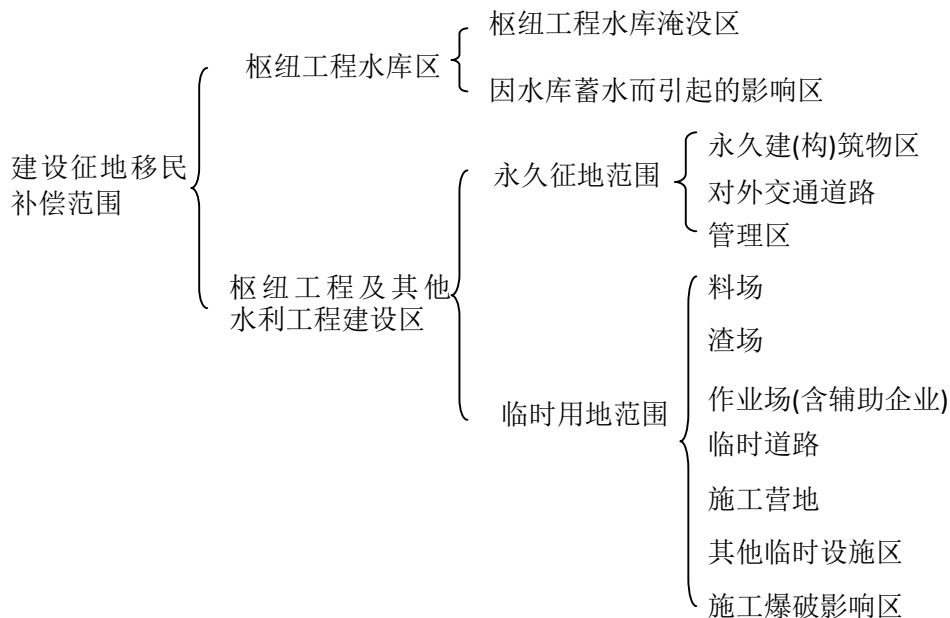 建设征地移民
补偿范围
枢纽工程水库区
枢纽工程水库淹没区
因水库蓄水而引起的影响区
枢纽工程及其他
水利工程建设区
永久征地范围
永久建(构)筑物区
对外交通道路
管理区
临时用地范围
料场
渣场
作业场(含辅助企业)
临时道路
施工营地
其他临时设施区
施工爆破影响区